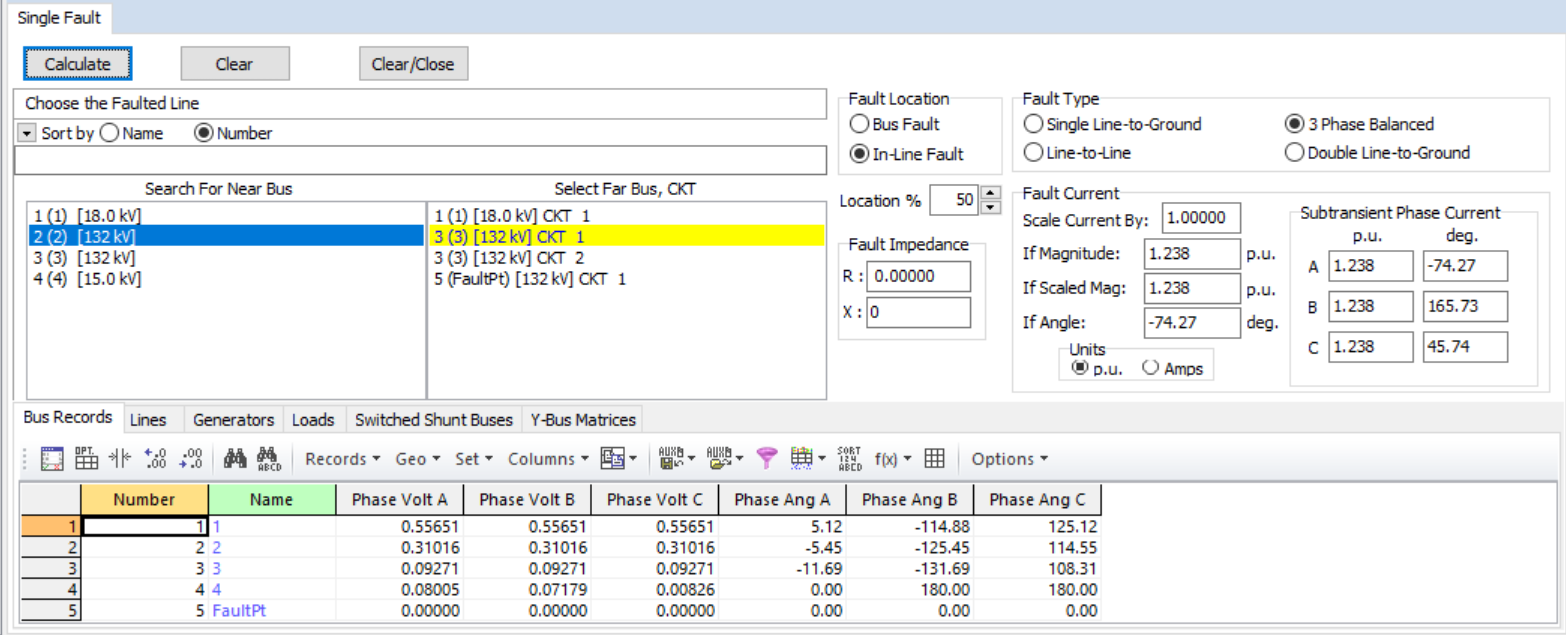 Single Fault
Calculate Clear Clear/Close
Choose the Faulted Line
Sort by Name Number
Search For Near Bus Select Far Bus, CKT
1 (1) [18.0 kV] 1 (1) [18.0 kV] CKT 1
2 (2) [132 kV] 3 (3) [132 kV] CKT 1
3 (3) [132 kV] 3 (3) [132 kV] CKT 2
4 (4) [15.0 kV] 5 (FaultPt) [132 kV] CKT 1
Fault Location
Bus Fault
In-Line Fault
Location % 50
Fault Impedance
R : 0.00000
X : 0
Fault Type
Single Line-to-Ground 3 Phase Balanced
Line-to-Line Double Line-to-Ground
Fault Current
Scale Current By: 1.00000
If Magnitude: 1.238 p.u.
If Scaled Mag: 1.238 p.u.
If Angle: -74.27 deg.
Units
p.u. Amps
Subtransient Phase Current
p.u. deg.
A 1.238 -74.27
B 1.238 165.73
C 1.238 45.74
Bus Records Lines Generators Loads Switched Shunt Buses Y-Bus Matrices
Records Geo Set Columns f(x) Options
Number Name Phase Volt A Phase Volt B Phase Volt C Phase Ang A Phase Ang B Phase Ang C
1 1 1 0.55651 0.55651 0.55651 5.12 -114.88 125.12
2 2 2 0.31016 0.31016 0.31016 -5.45 -125.45 114.55
3 3 3 0.09271 0.09271 0.09271 -11.69 -131.69 108.31
4 4 4 0.08005 0.07179 0.00826 0.00 180.00 180.00
5 5 FaultPt 0.00000 0.00000 0.00000 0.00 0.00 0.00